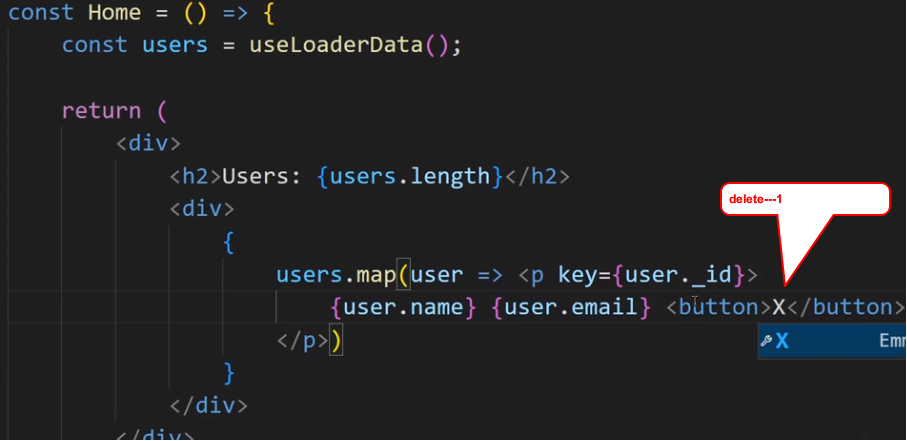 const Home = () => {
const users = useLoaderData();
return (
<div>
<h2>Users: {users.length}</h2>
<div>
{
delete---1
users.map(user => <p key={user._id}>
{user.name} {user.email} <button>X</button>
X Emm
</p>)
}
</div>
</div>